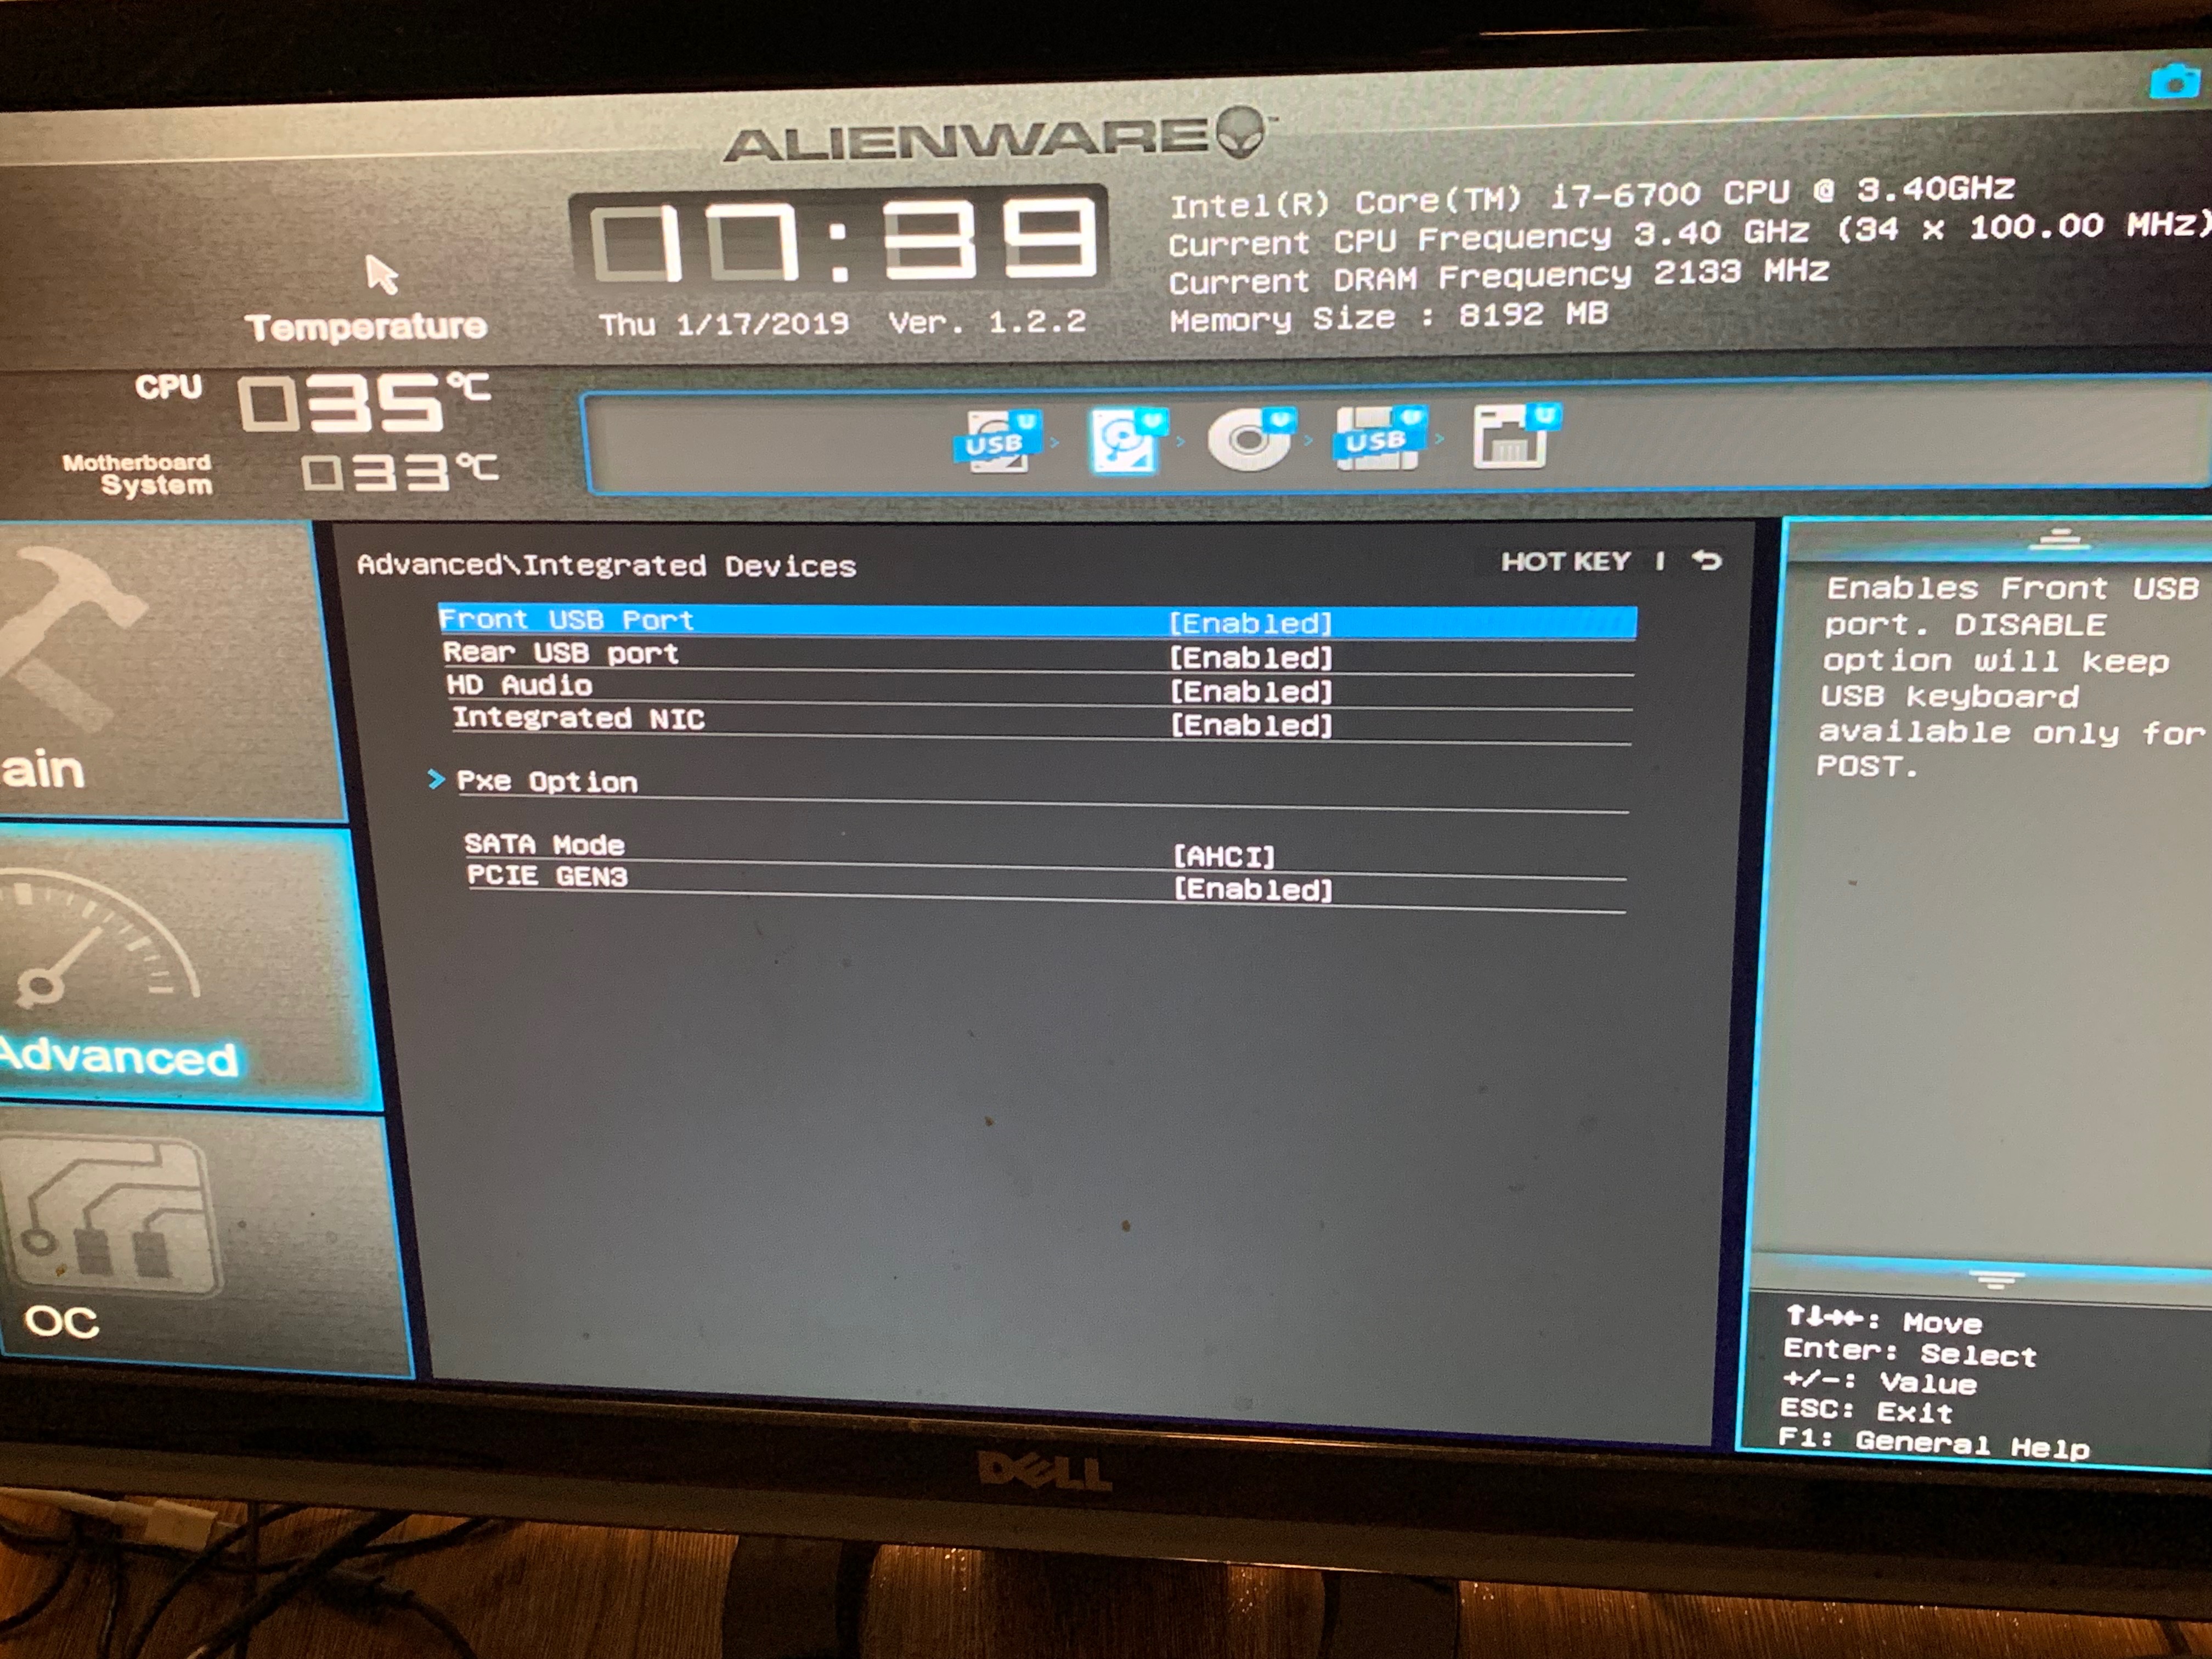 ALIENWARE
17:39
Thu 1/17/2019 Ver. 1.2.2
Intel(R) Core(TM) i7-6700 CPU @ 3.40GHz
Current CPU Frequency 3.40 GHz (34 x 100.00 MHz)
Current DRAM Frequency 2133 MHz
Memory Size : 8192 MB
Temperature
CPU 035°C
Motherboard
System 033°C
U U U U U
USB USB
Advanced\Integrated Devices
HOT KEY
Front USB Port [Enabled]
Rear USB port [Enabled]
HD Audio [Enabled]
Integrated NIC [Enabled]
> Pxe Option
SATA Mode [AHCI]
PCIE GEN3 [Enabled]
ain
Advanced
OC
Enables Front USB
port. DISABLE
option will keep
USB keyboard
available only for
POST.
↑↓→←: Move
Enter: Select
+/-: Value
ESC: Exit
F1: General Help
DELL